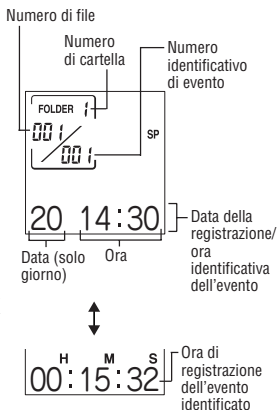 Numero di file
Numero
di cartella
Numero
identificativo
di evento
FOLDER 1
001
SP
001
20 14:30
Data della
registrazione/
ora
identificativa
dell'evento
Data (solo
giorno)
Ora
H M S
00:15:32
Ora di
registrazione
dell'evento
identificato